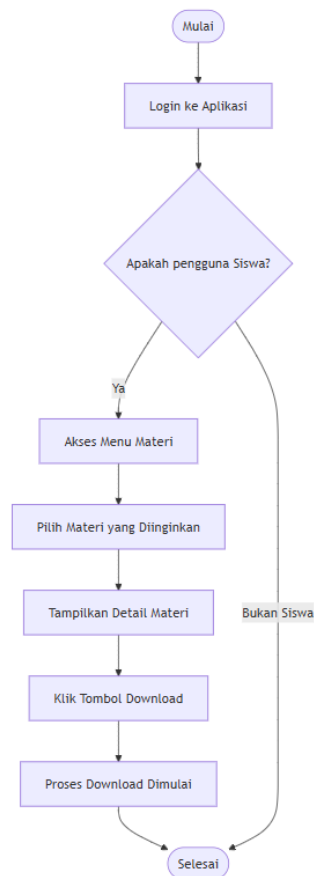 Mulai
Login ke Aplikasi
Apakah pengguna Siswa?
Ya
Akses Menu Materi
Pilih Materi yang Diinginkan
Tampilkan Detail Materi
Bukan Siswa
Klik Tombol Download
Proses Download Dimulai
Selesai